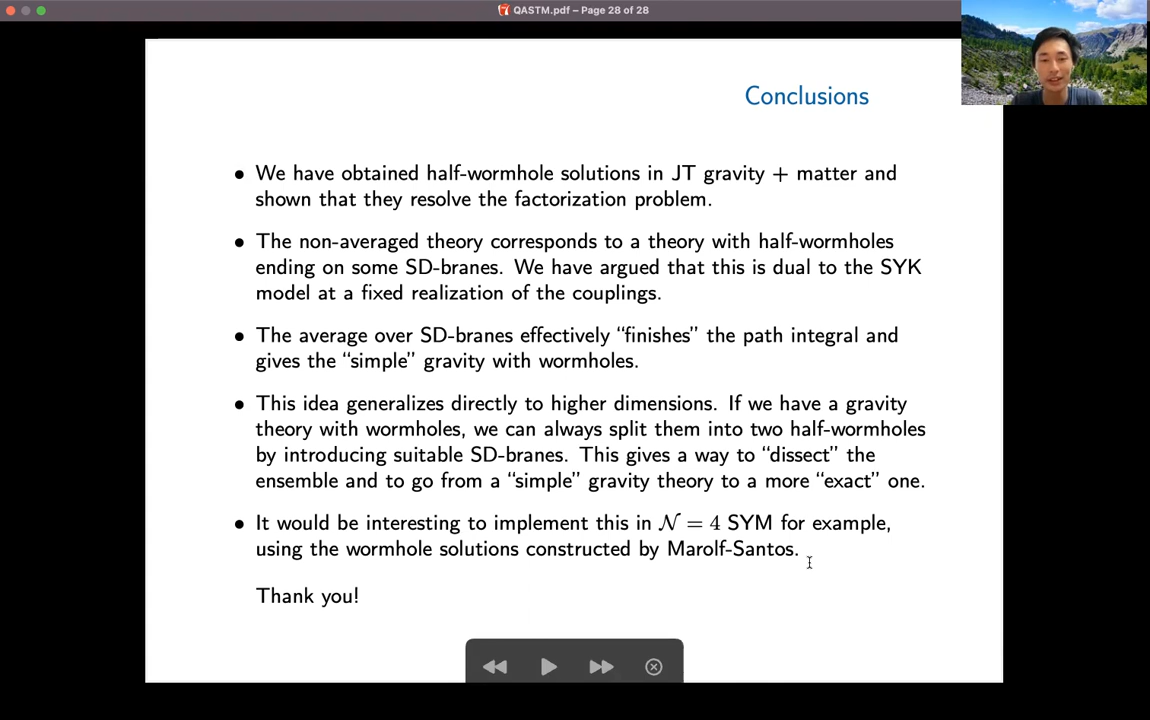 QASTM.pdf – Page 28 of 28
Conclusions
• We have obtained half-wormhole solutions in JT gravity + matter and
shown that they resolve the factorization problem.
• The non-averaged theory corresponds to a theory with half-wormholes
ending on some SD-branes. We have argued that this is dual to the SYK
model at a fixed realization of the couplings.
• The average over SD-branes effectively “finishes” the path integral and
gives the “simple” gravity with wormholes.
• This idea generalizes directly to higher dimensions. If we have a gravity
theory with wormholes, we can always split them into two half-wormholes
by introducing suitable SD-branes. This gives a way to “dissect” the
ensemble and to go from a “simple” gravity theory to a more “exact” one.
• It would be interesting to implement this in 𝒩 = 4 SYM for example,
using the wormhole solutions constructed by Marolf-Santos.
Thank you!